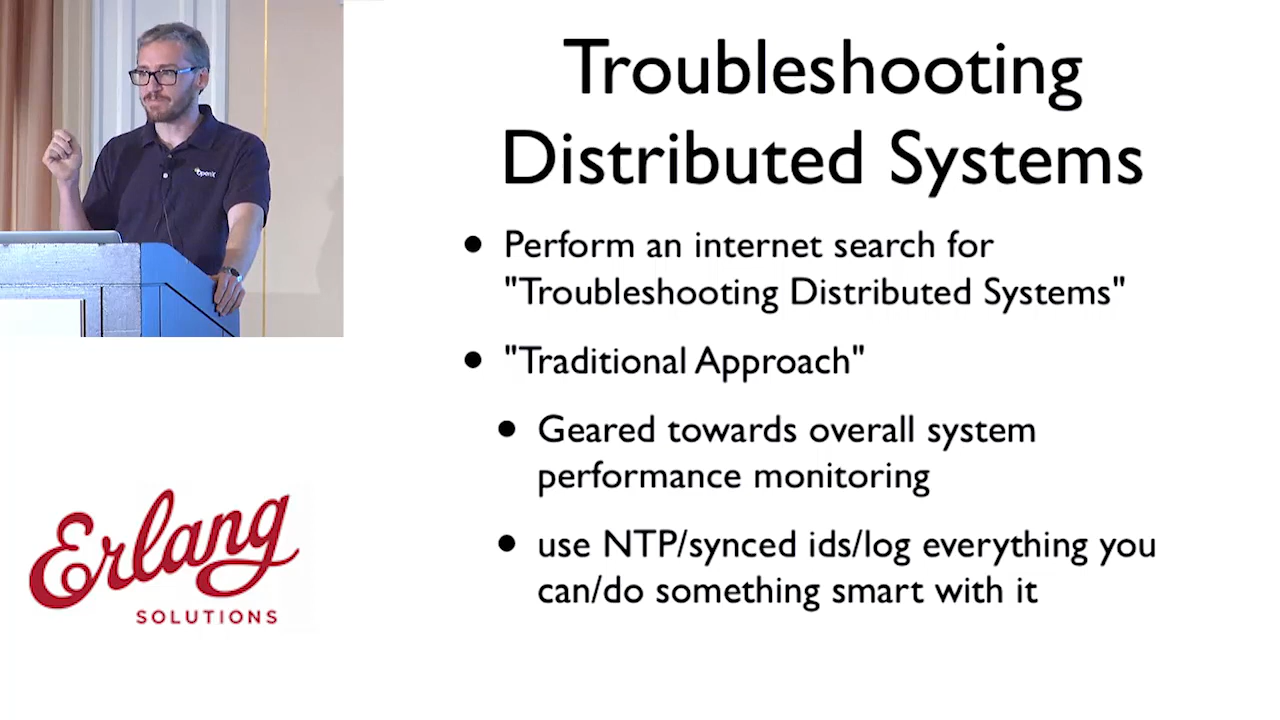 Troubleshooting
Distributed Systems
• Perform an internet search for
"Troubleshooting Distributed Systems"
• "Traditional Approach"
• Geared towards overall system
performance monitoring
• use NTP/synced ids/log everything you
can/do something smart with it
OpenX
Erlang
SOLUTIONS